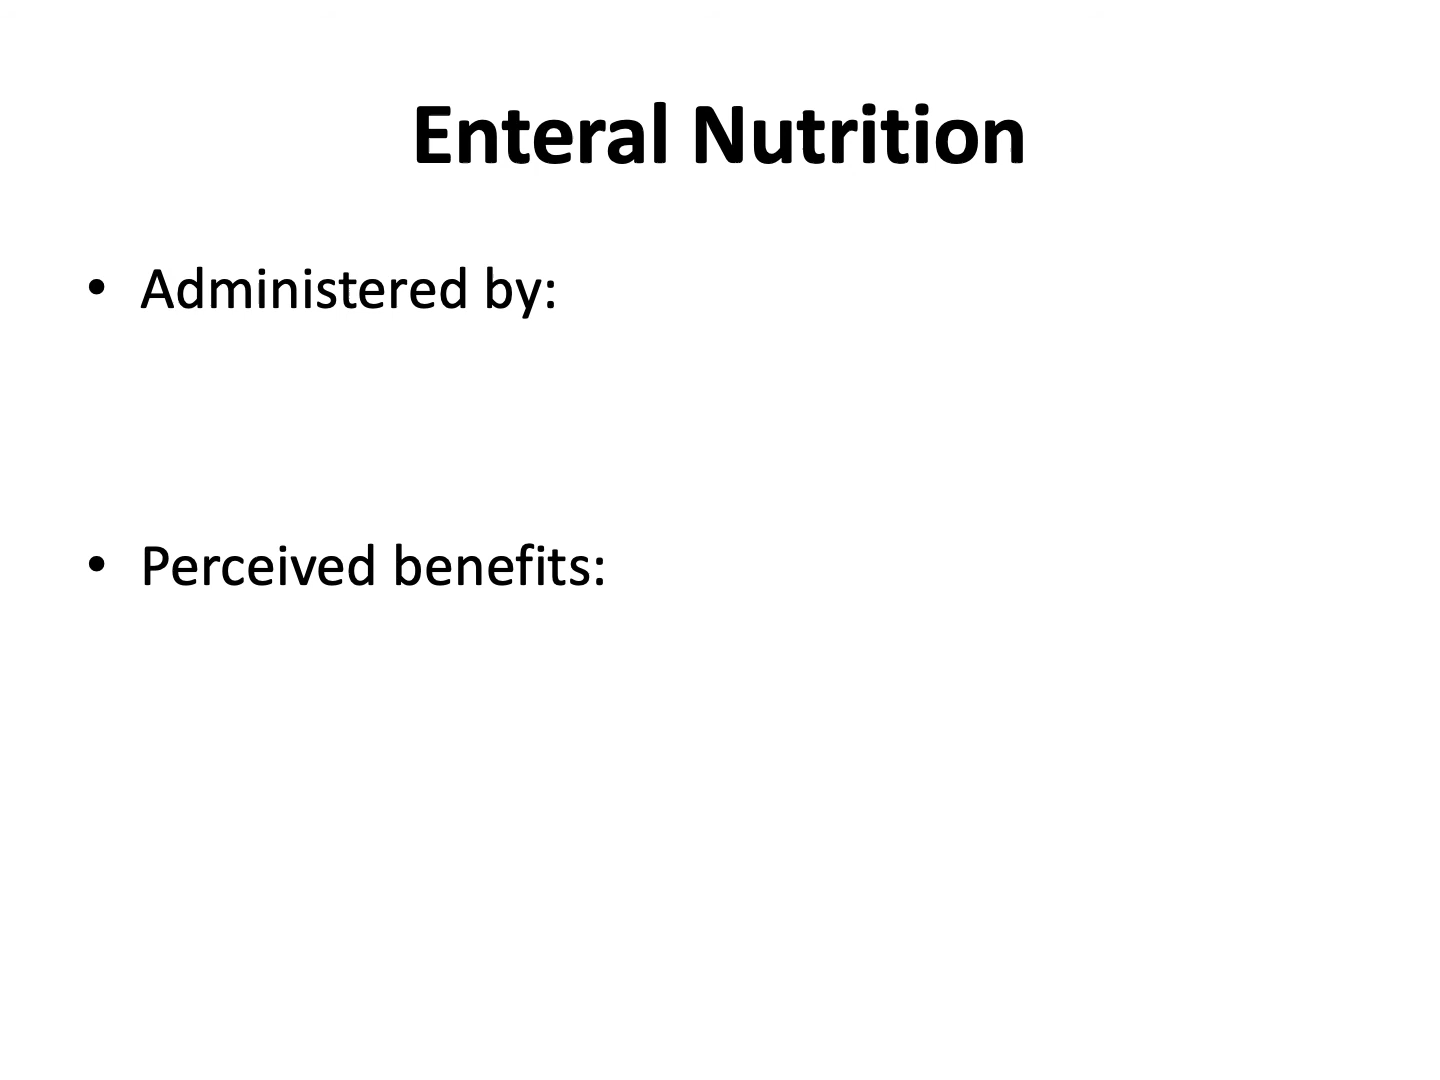 Enteral Nutrition
• Administered by:
• Perceived benefits: